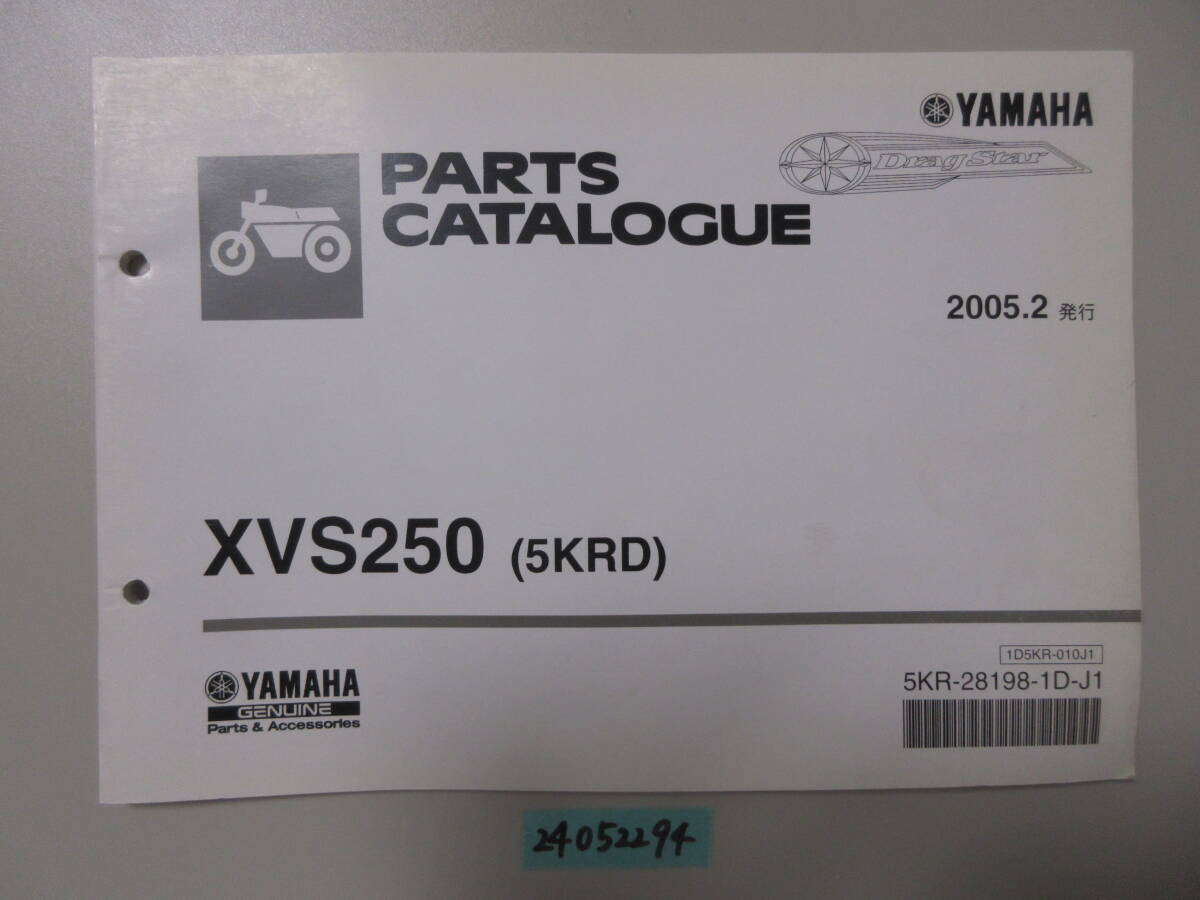 YAMAHA
Drag Star
PARTS
CATALOGUE
2005.2 発行
XVS250 (5KRD)
YAMAHA
GENUINE
Parts & Accessories
1D5KR-010J1
5KR-28198-1D-J1
24052294